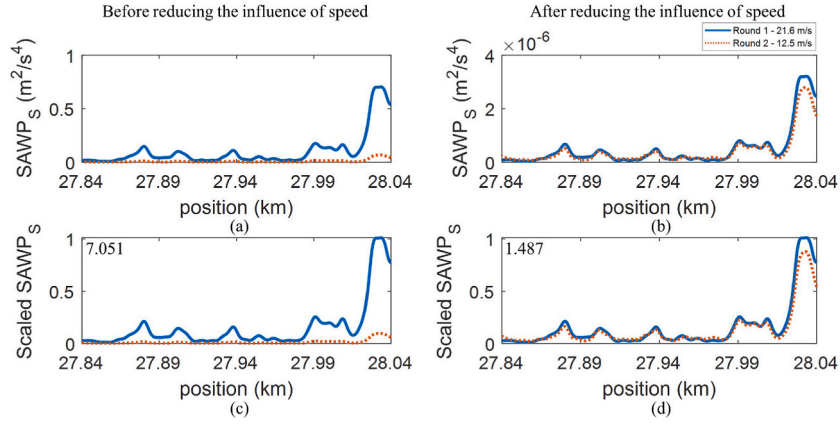 Before reducing the influence of speed
After reducing the influence of speed
SAWP_S (m²/s⁴)
1
0.5
0
27.84 27.89 27.94 27.99 28.04
position (km)
(a)
× 10⁻⁶
Round 1 - 21.6 m/s
Round 2 - 12.5 m/s
SAWP_S (m²/s⁴)
4
2
0
27.84 27.89 27.94 27.99 28.04
position (km)
(b)
Scaled SAWP_S
7.051
1
0.5
0
27.84 27.89 27.94 27.99 28.04
position (km)
(c)
Scaled SAWP_S
1.487
1
0.5
0
27.84 27.89 27.94 27.99 28.04
position (km)
(d)